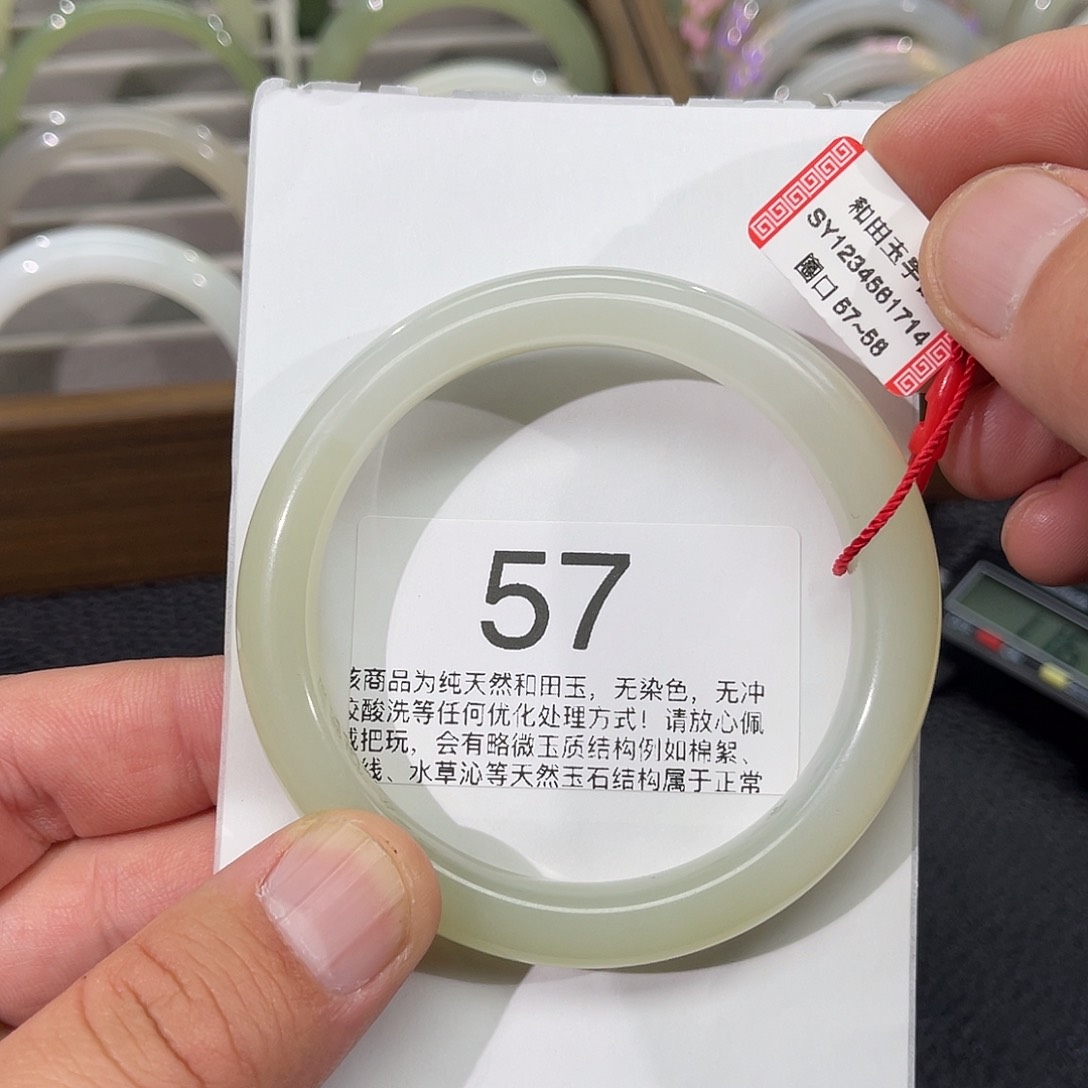 和田玉手
SY1234561714
圈口 57~58
57
该商品为纯天然和田玉，无染色，无冲
胶酸洗等任何优化处理方式！请放心佩
或把玩，会有略微玉质结构例如棉絮、
线、水草沁等天然玉石结构属于正常